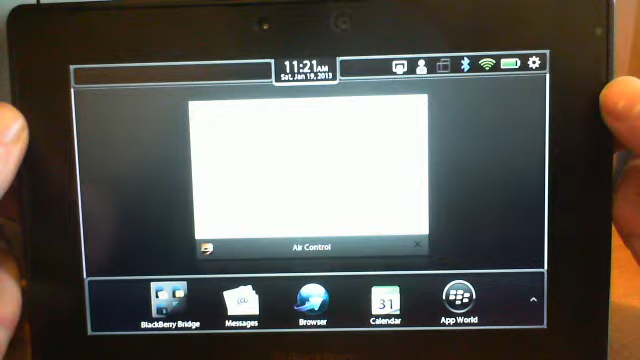 11:21AM
Sat, Jan 19, 2013
Air Control
BlackBerry Bridge
Messages
Browser
31
Calendar
App World